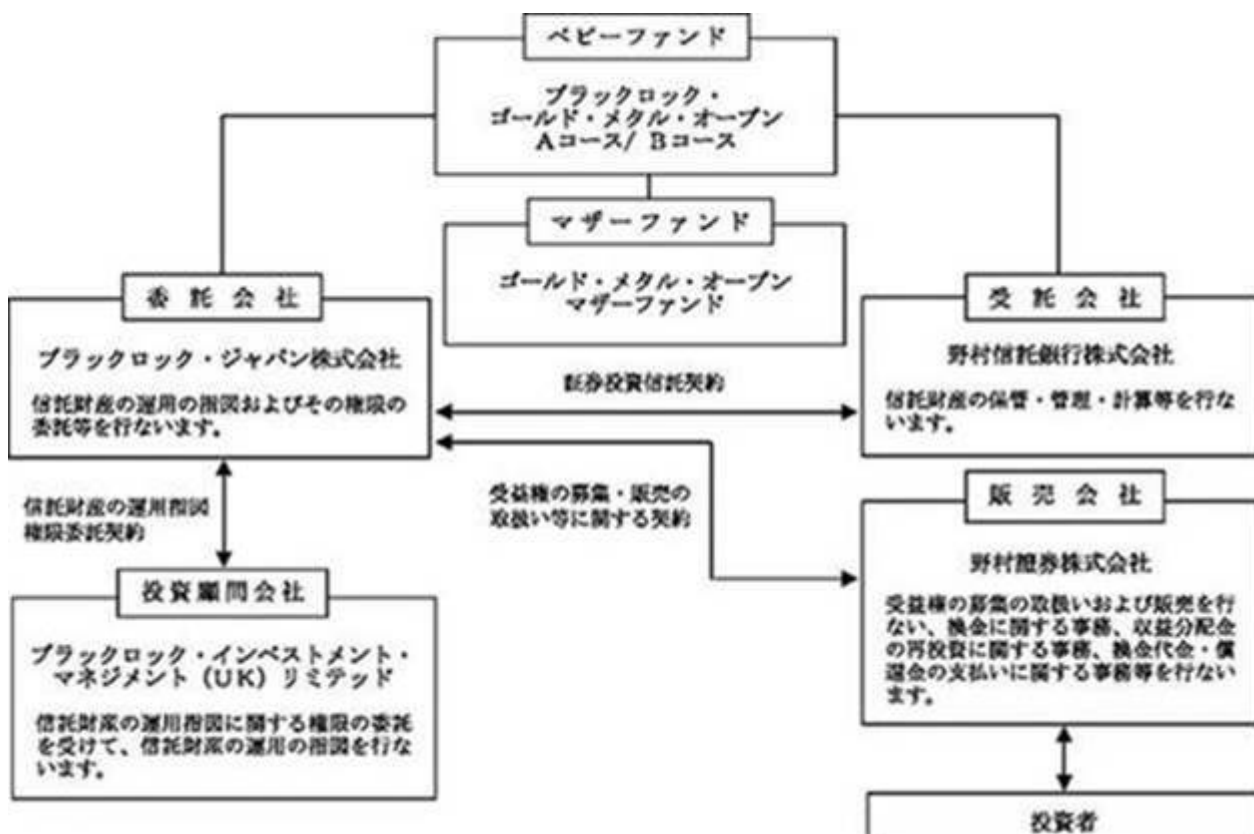 ベビーファンド
ブラックロック・
ゴールド・メタル・オープン
Aコース/ Bコース
マザーファンド
ゴールド・メタル・オープン
マザーファンド
委託会社
ブラックロック・ジャパン株式会社
信託財産の運用の指図およびその権限の
委託等を行ないます。
受託会社
野村信託銀行株式会社
信託財産の保管・管理・計算等を行な
います。
証券投資信託契約
信託財産の運用指図
権限委託契約
受益権の募集・販売の
取扱い等に関する契約
販売会社
野村證券株式会社
受益権の募集の取扱いおよび販売を行
ない、換金に関する事務、収益分配金
の再投資に関する事務、換金代金・償
還金の支払いに関する事務等を行ない
ます。
投資顧問会社
ブラックロック・インベストメント・
マネジメント(UK)リミテッド
信託財産の運用指図に関する権限の委託
を受けて、信託財産の運用の指図を行な
います。
投資者